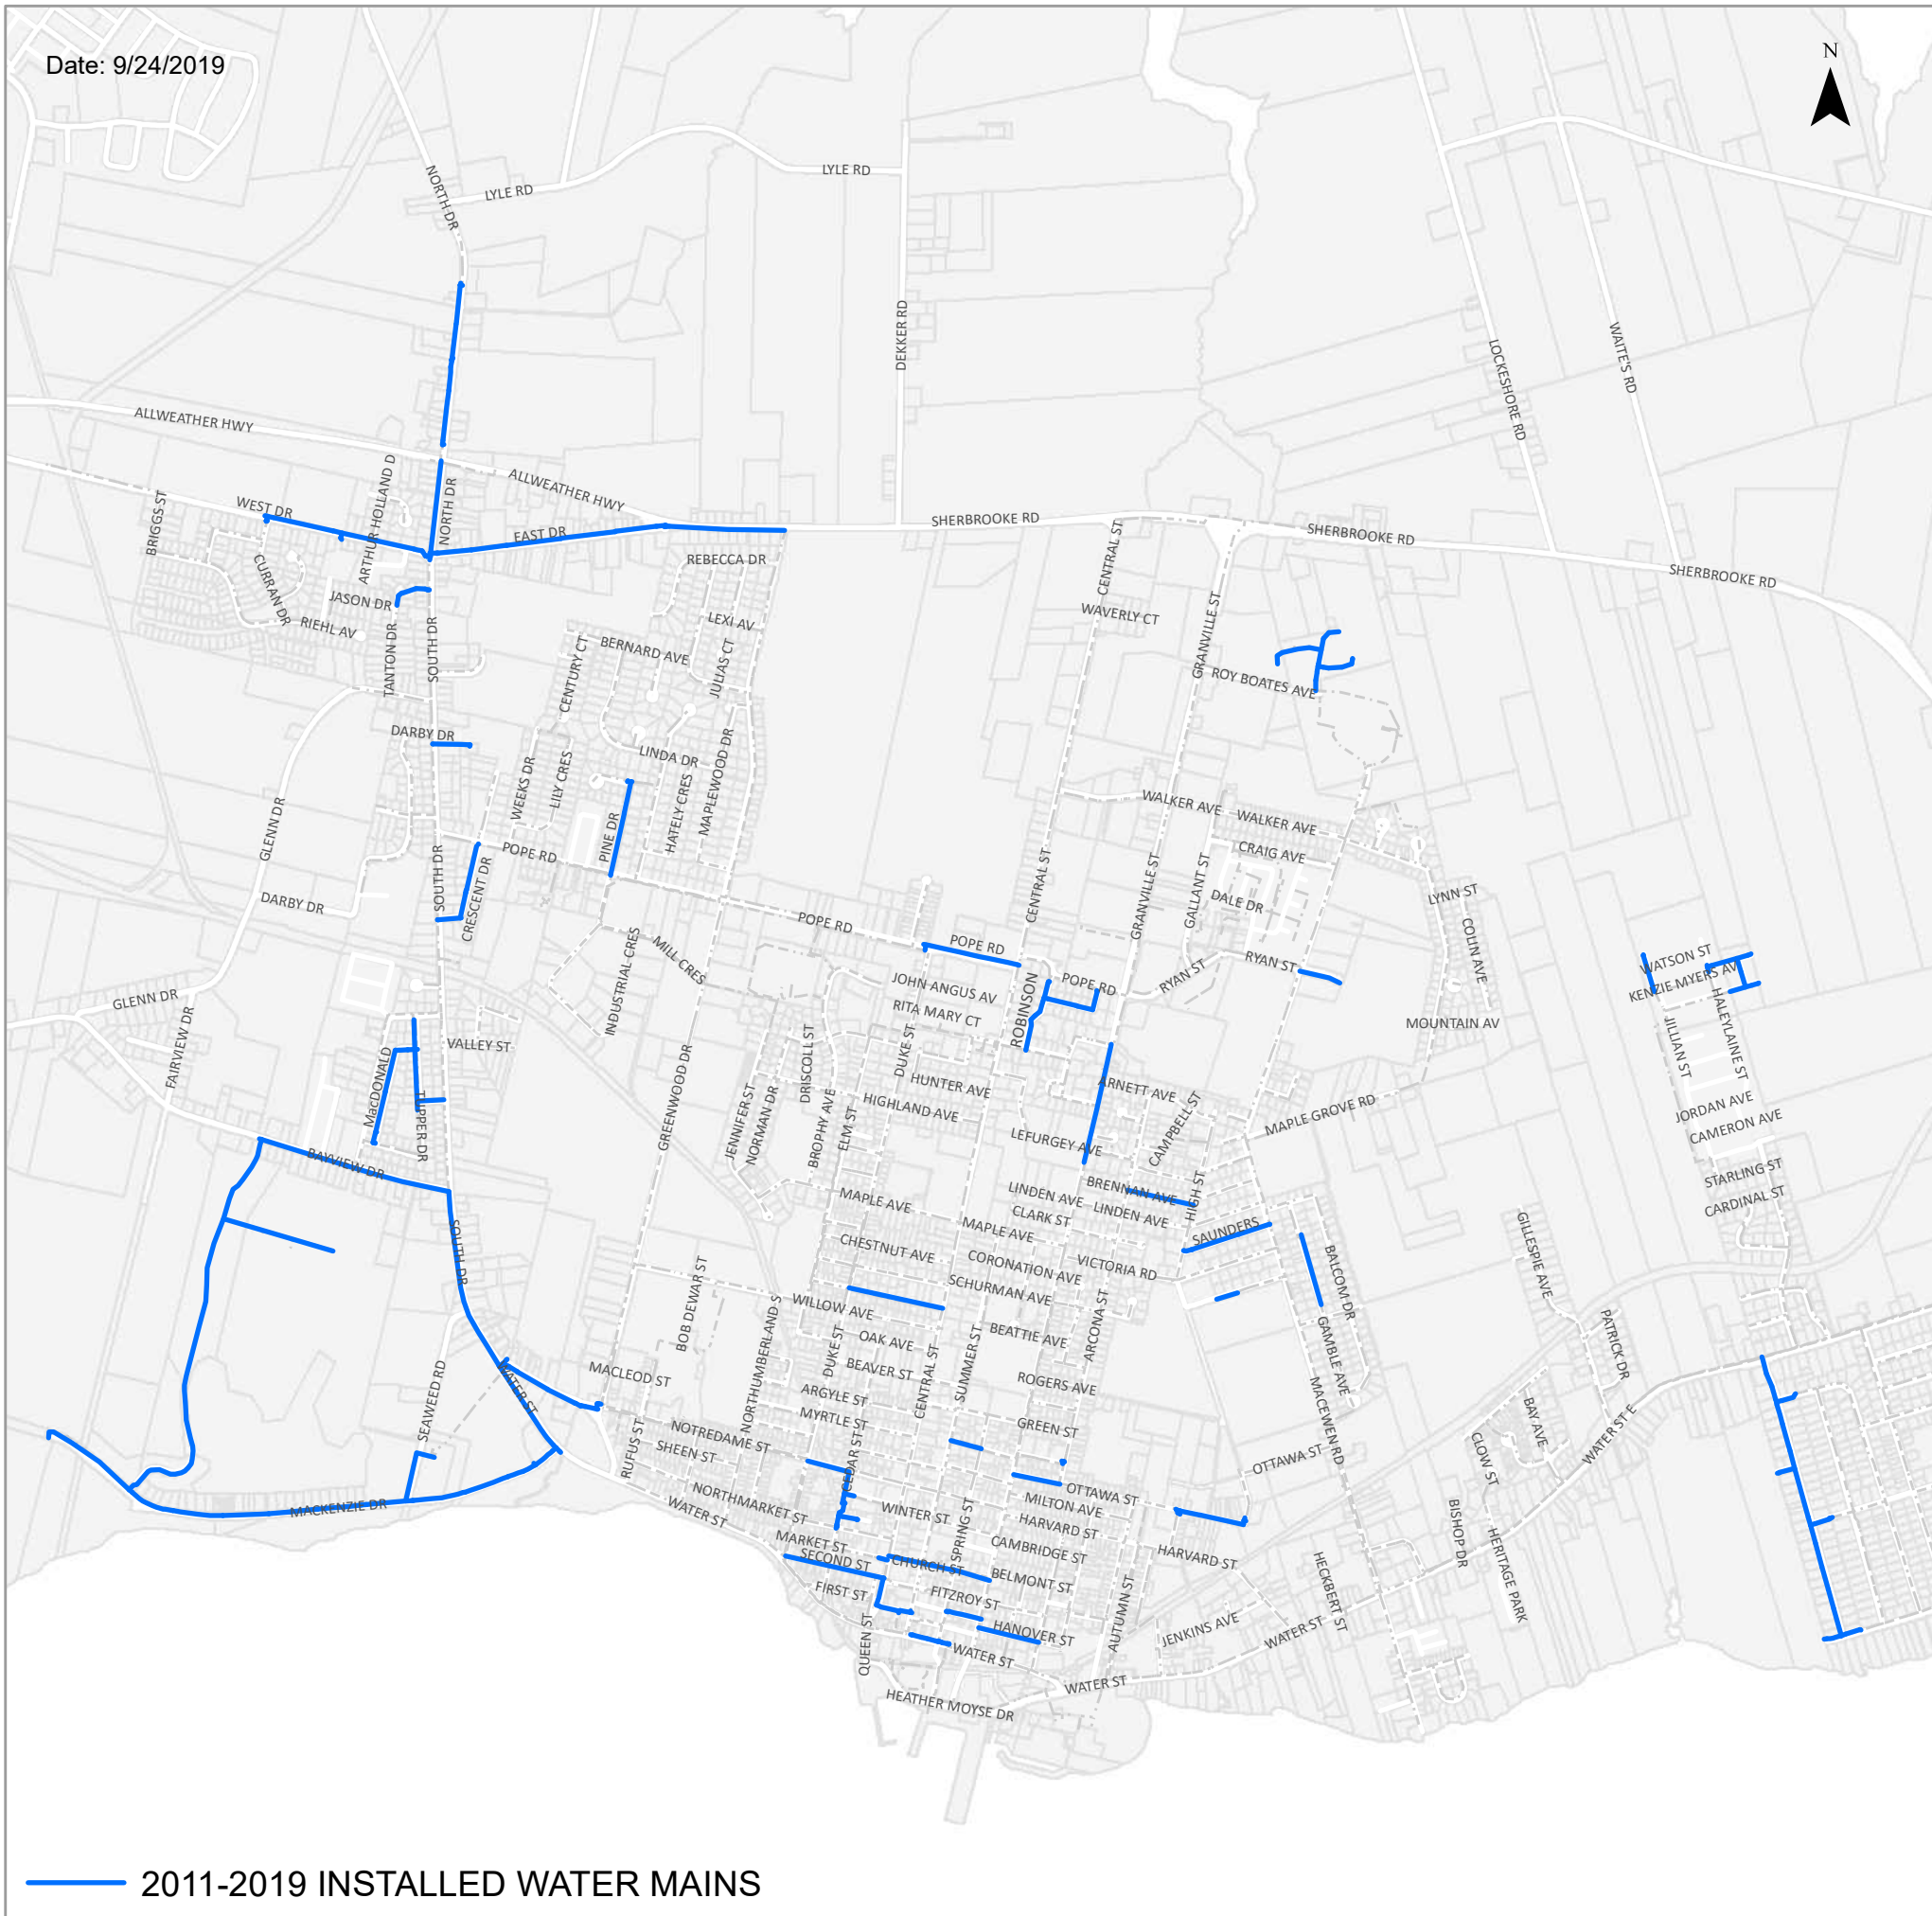 Date: 9/24/2019
N
NORTH DR
LYLE RD
LYLE RD
DEKKER RD
LOCKESHORE RD
WAITE'S RD
ALLWEATHER HWY
ALLWEATHER HWY
ARTHUR HOLLAND D
NORTH DR
BRIGGS ST
WEST DR
EAST DR
SHERBROOKE RD
SHERBROOKE RD
SHERBROOKE RD
CENTRAL ST
REBECCA DR
CURRAN DR
JASON DR
RIEHL AV
TANTON DR
SOUTH DR
LEXI AV
WAVERLY CT
GRANVILLE ST
BERNARD AVE
CENTURY CT
JULIAS CT
ROY BOATES AVE
DARBY DR
LINDA DR
WEEKS DR
LILY CRES
HATELY CRES
MAPLEWOOD DR
GLENN DR
PINE DR
POPE RD
SOUTH DR
CRESCENT DR
DARBY DR
WALKER AVE
WALKER AVE
CRAIG AVE
CENTRAL ST
GRANVILLE ST
GALLANT ST
DALE DR
LYNN ST
COLIN AVE
POPE RD
POPE RD
MILL CRES
INDUSTRIAL CRES
JOHN ANGUS AV
RITA MARY CT
ROBINSON
POPE RD
RYAN ST
RYAN ST
WATSON ST
KENZIE MYERS AV
GLENN DR
FAIRVIEW DR
VALLEY ST
MOUNTAIN AV
JILLIAN ST
HALEYLAINE ST
MacDONALD
TUPPER DR
GREENWOOD DR
DRISCOLL ST
DUKE ST
HUNTER AVE
HIGHLAND AVE
ARNETT AVE
CAMPBELL ST
MAPLE GROVE RD
JORDAN AVE
CAMERON AVE
JENNIFER ST
NORMAN DR
BROPHY AVE
ELM ST
LEFURGEY AVE
BAYVIEW DR
STARLING ST
CARDINAL ST
BRENNAN AVE
MAPLE AVE
LINDEN AVE
LINDEN AVE
HIGH ST
CLARK ST
MAPLE AVE
SAUNDERS
GILLESPIE AVE
SOUTH DR
CHESTNUT AVE
CORONATION AVE
VICTORIA RD
BALCOM DR
BOB DEWAR ST
SCHURMAN AVE
WILLOW AVE
NORTHUMBERLAND S
ARCONA ST
GAMBLE AVE
PATRICK DR
DUKE ST
OAK AVE
BEATTIE AVE
BEAVER ST
CENTRAL ST
SUMMER ST
SEAWEED RD
WATER ST
MACLEOD ST
ARGYLE ST
ROGERS AVE
MACEWEN RD
BAY AVE
WATER ST E
MYRTLE ST
GREEN ST
NOTREDAME ST
SHEEN ST
RUFUS ST
CEDAR ST
OTTAWA ST
CLOW ST
OTTAWA ST
MILTON AVE
MACKENZIE DR
NORTHMARKET ST
WATER ST
WINTER ST
SPRING ST
HARVARD ST
CAMBRIDGE ST
HARVARD ST
BISHOP DR
HERITAGE PARK
MARKET ST
SECOND ST
CHURCH ST
BELMONT ST
HECKBERT ST
FIRST ST
FITZROY ST
AUTUMN ST
QUEEN ST
HANOVER ST
JENKINS AVE
WATER ST
WATER ST
WATER ST
HEATHER MOYSE DR
2011-2019 INSTALLED WATER MAINS